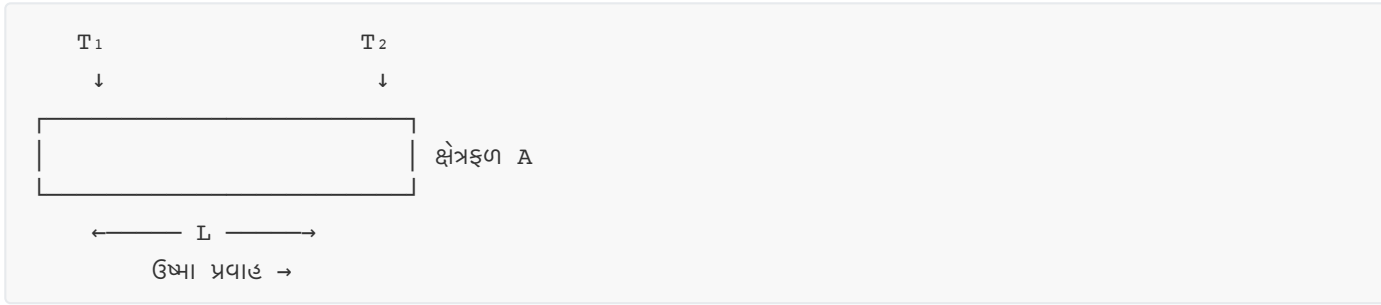 T₁ T₂
↓ ↓
ક્ષેત્રફળ A
←—— L ——→
ઉષ્મા પ્રવાહ →